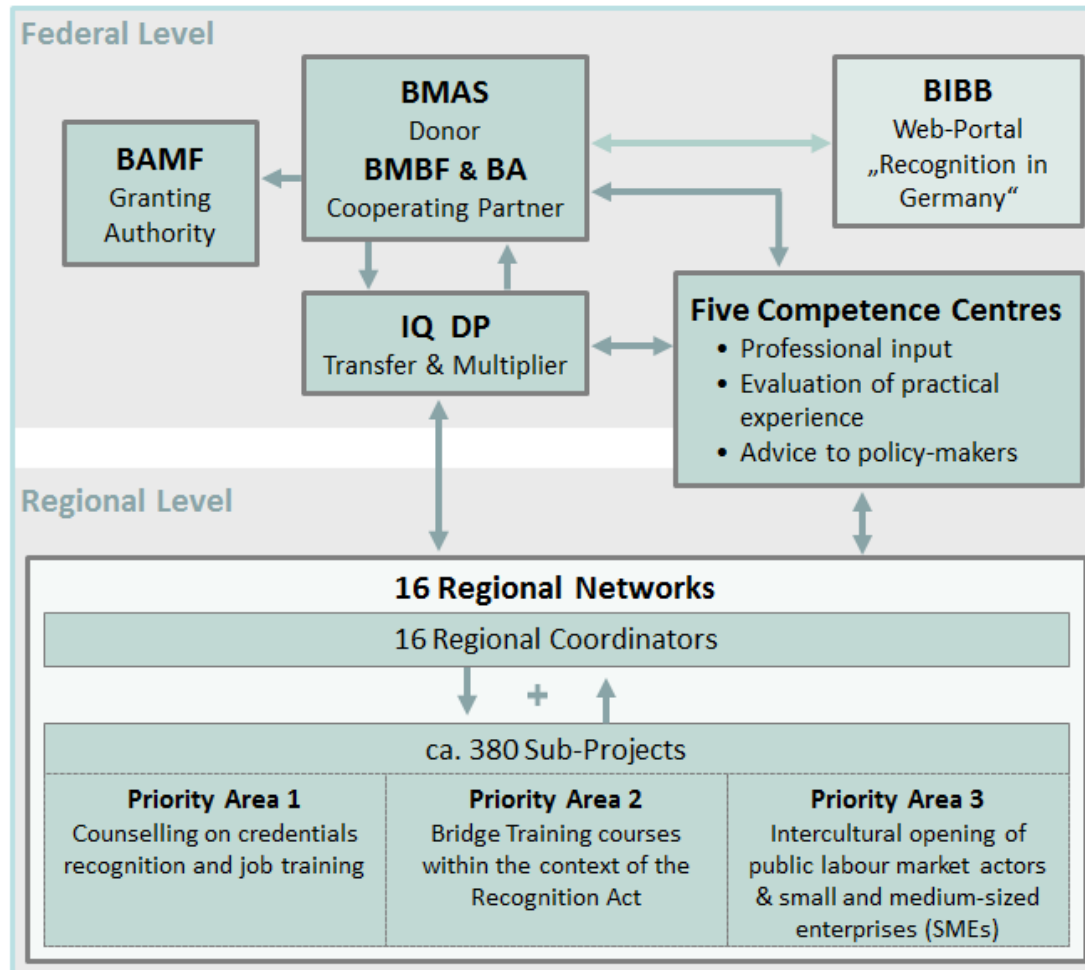 Federal Level
BMAS
Donor
BMBF & BA
Cooperating Partner
BAMF
Granting
Authority
BIBB
Web-Portal
„Recognition in
Germany“
IQ DP
Transfer & Multiplier
Five Competence Centres
• Professional input
• Evaluation of practical
experience
• Advice to policy-makers
Regional Level
16 Regional Networks
16 Regional Coordinators
+
ca. 380 Sub-Projects
Priority Area 1
Counselling on credentials
recognition and job training
Priority Area 2
Bridge Training courses
within the context of the
Recognition Act
Priority Area 3
Intercultural opening of
public labour market actors
& small and medium-sized
enterprises (SMEs)